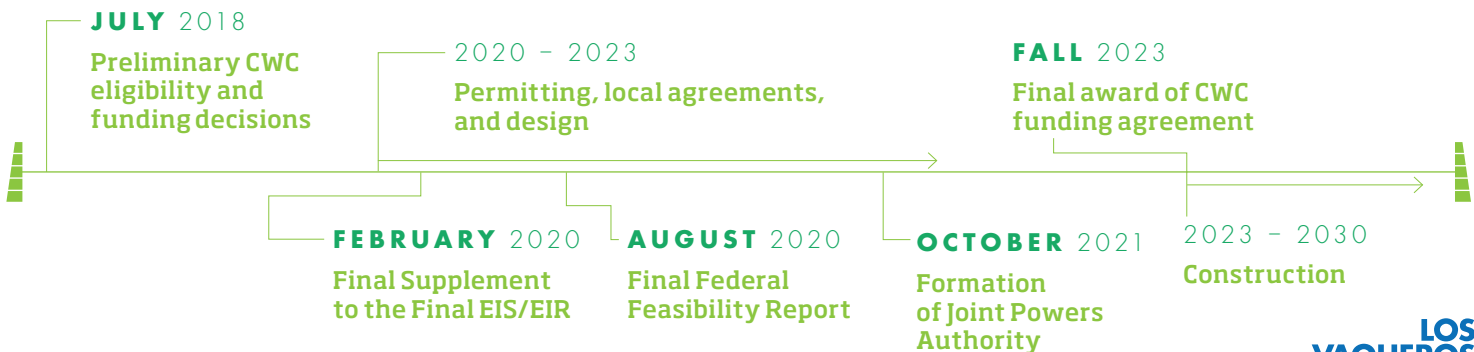 JULY 2018
Preliminary CWC
eligibility and
funding decisions
2020 – 2023
Permitting, local agreements,
and design
FALL 2023
Final award of CWC
funding agreement
FEBRUARY 2020
Final Supplement
to the Final EIS/EIR
AUGUST 2020
Final Federal
Feasibility Report
OCTOBER 2021
Formation
of Joint Powers
Authority
2023 – 2030
Construction
LOS
VAQUEROS